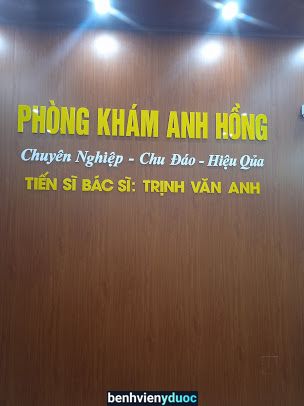 PHÒNG KHÁM ANH HỒNG
Chuyên Nghiệp - Chu Đáo - Hiệu Qủa
TIẾN SĨ BÁC SĨ: TRỊNH VĂN ANH
benhvienyduoc